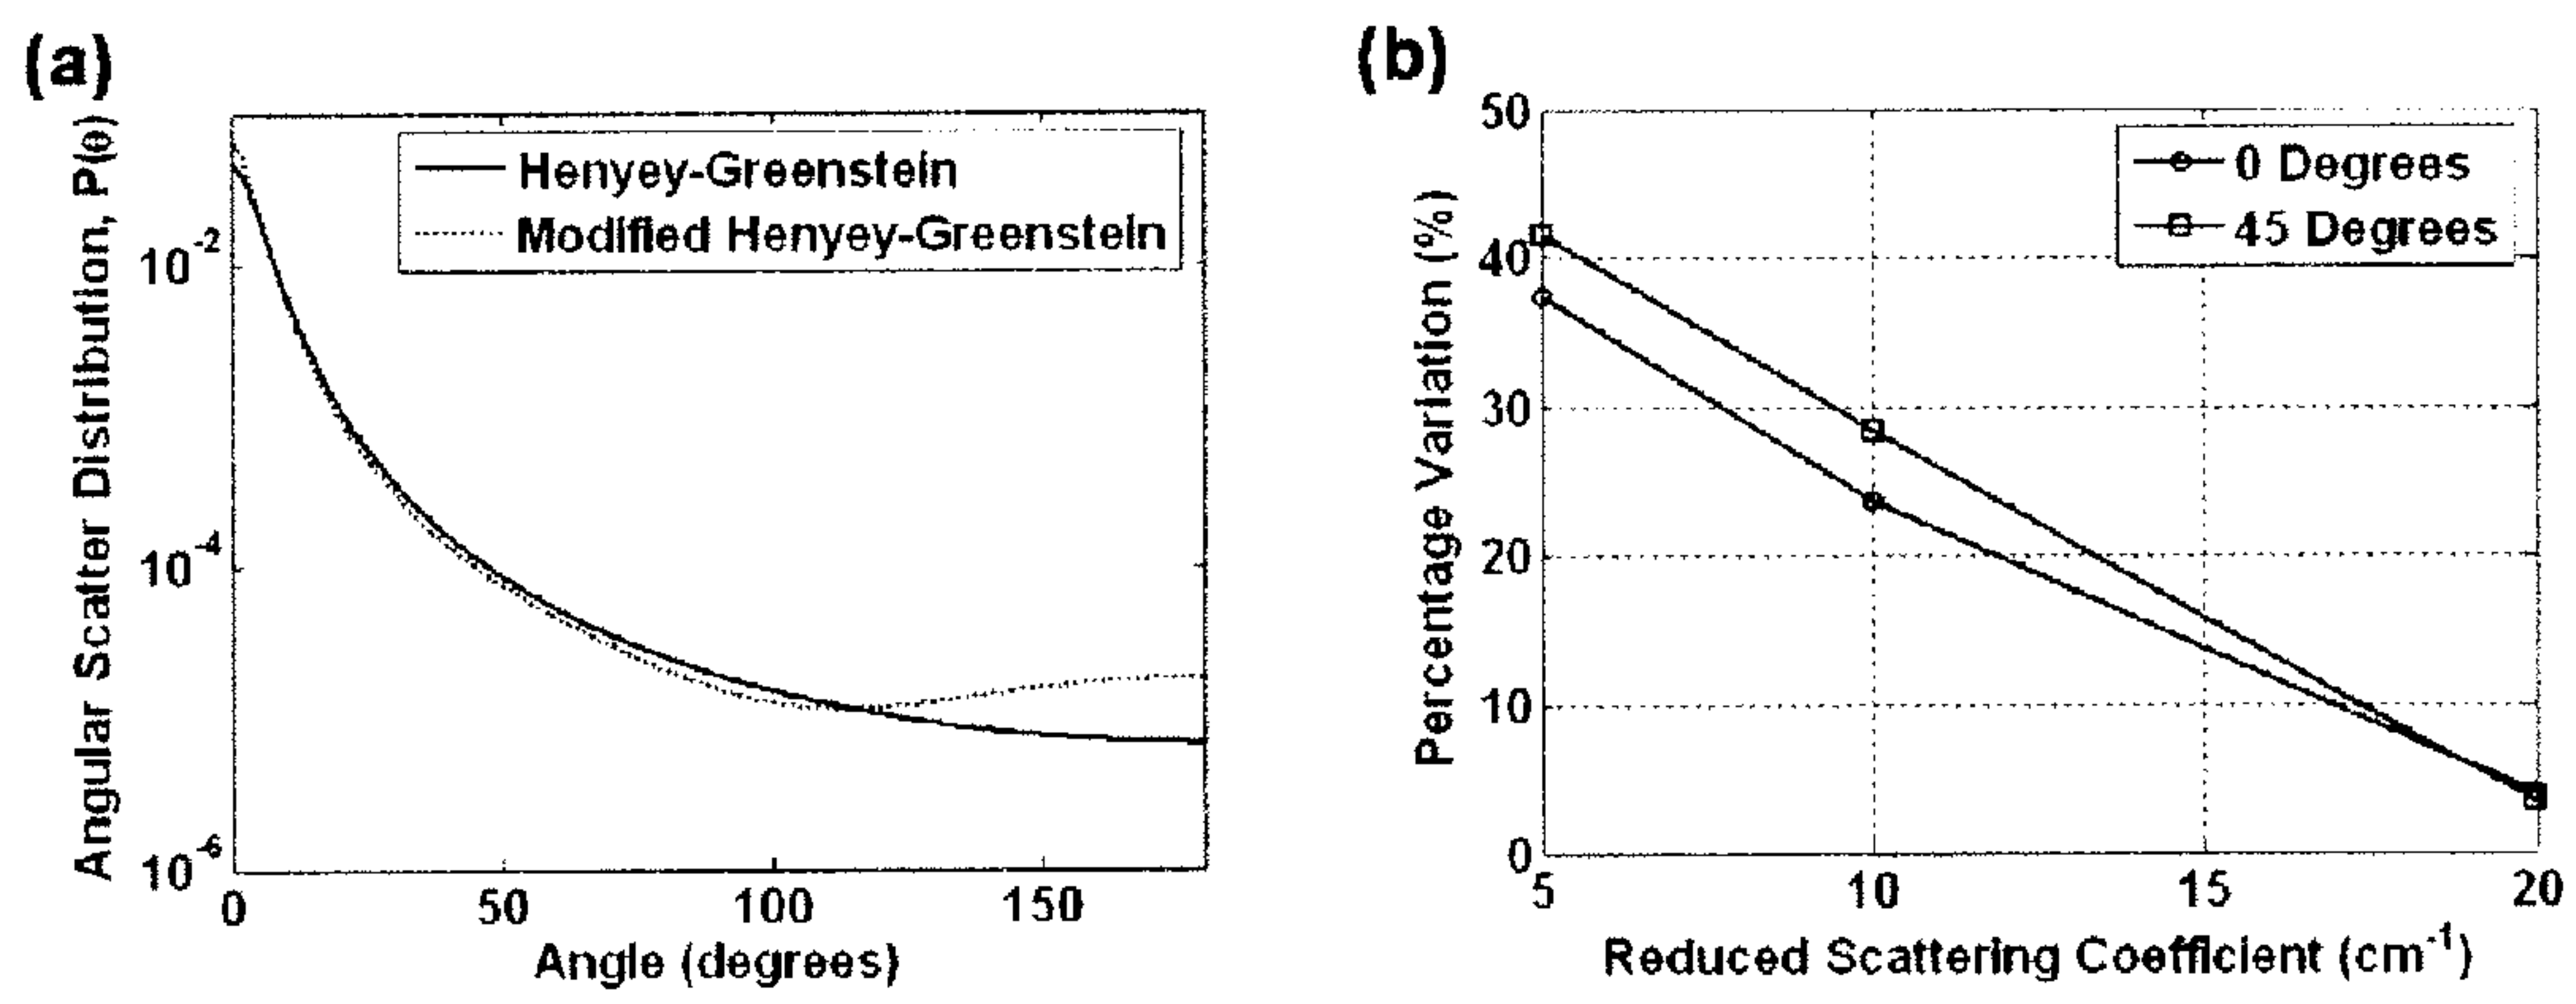 (a)
Angular Scatter Distribution, P(θ)
10^-2
10^-4
10^-6
Henyey-Greenstein
Modified Henyey-Greenstein
0 50 100 150
Angle (degrees)
(b)
Percentage Variation (%)
50
40
30
20
10
0
0 Degrees
45 Degrees
5 10 15 20
Reduced Scattering Coefficient (cm^-1)